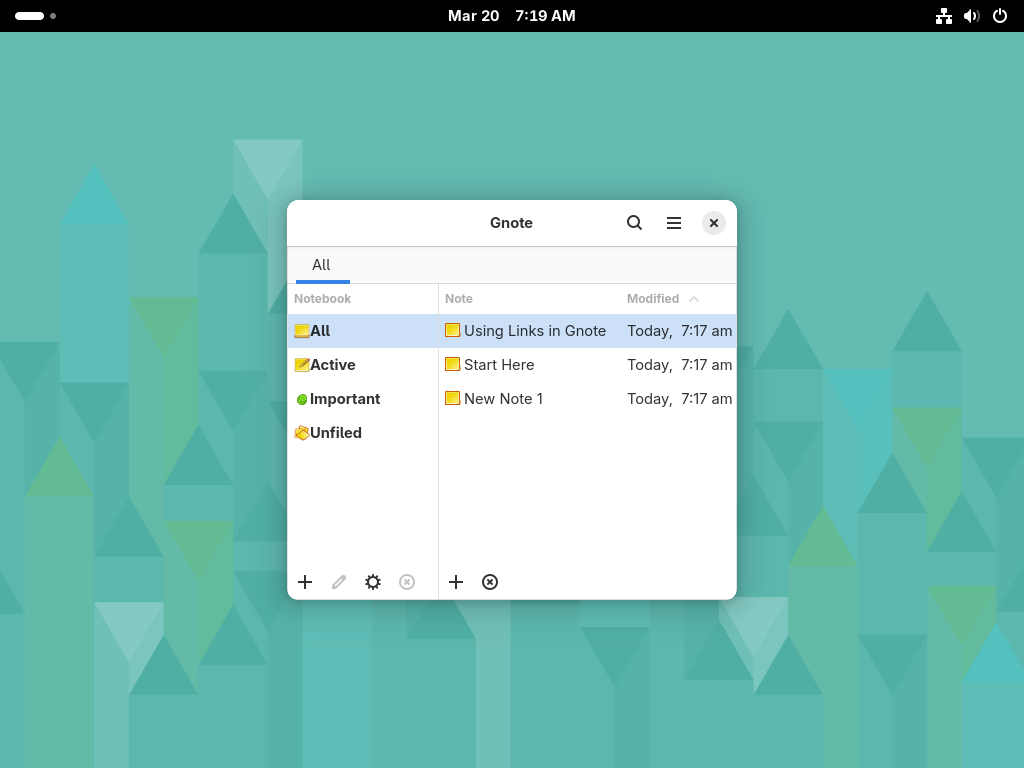 Mar 20 7:19 AM
Gnote
All
Notebook Note Modified
All Using Links in Gnote Today, 7:17 am
Active Start Here Today, 7:17 am
Important New Note 1 Today, 7:17 am
Unfiled